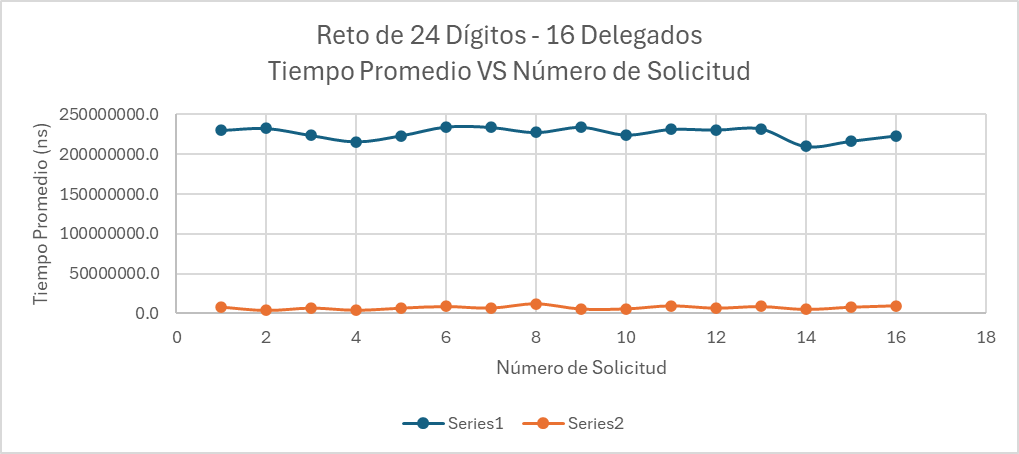 Reto de 24 Dígitos - 16 Delegados
Tiempo Promedio VS Número de Solicitud
Tiempo Promedio (ns)
250000000.0
200000000.0
150000000.0
100000000.0
50000000.0
0.0
0 2 4 6 8 10 12 14 16 18
Número de Solicitud
Series1 Series2